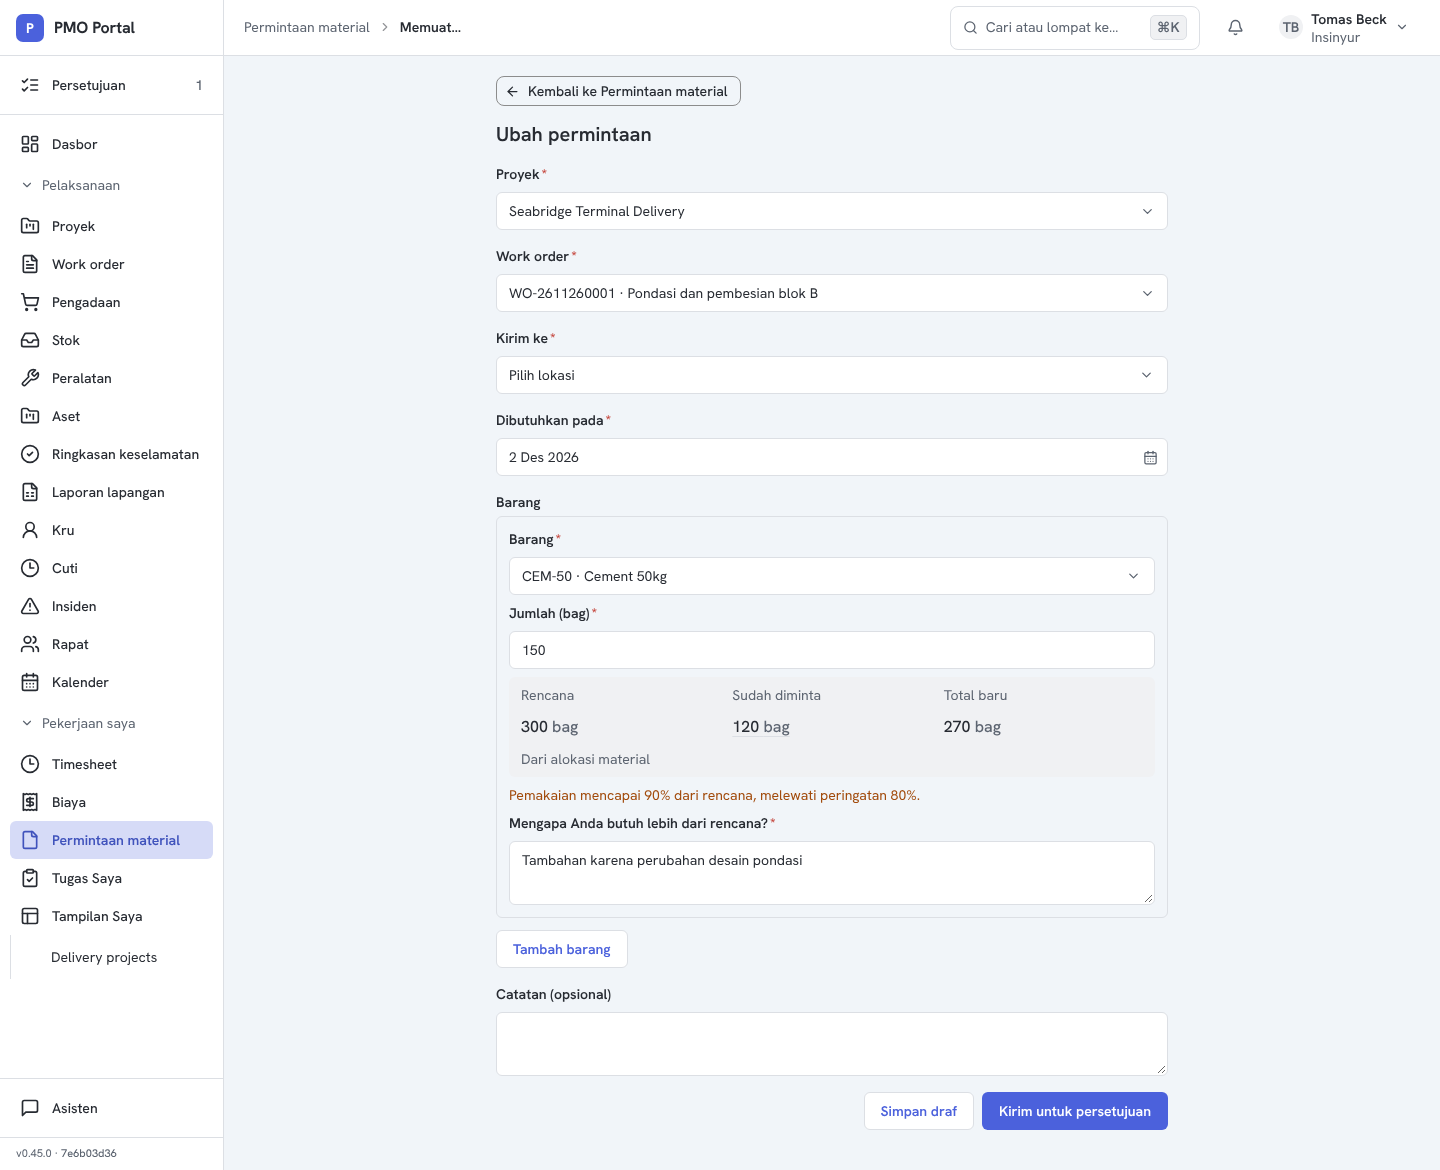 P PMO Portal
Permintaan material > Memuat...
Cari atau lompat ke... ⌘K
TB Tomas Beck
Insinyur
Persetujuan 1
Dasbor
Pelaksanaan
Proyek
Work order
Pengadaan
Stok
Peralatan
Aset
Ringkasan keselamatan
Laporan lapangan
Kru
Cuti
Insiden
Rapat
Kalender
Pekerjaan saya
Timesheet
Biaya
Permintaan material
Tugas Saya
Tampilan Saya
Delivery projects
Asisten
v0.45.0 · 7e6b03d36
Kembali ke Permintaan material
Ubah permintaan
Proyek*
Seabridge Terminal Delivery
Work order*
WO-2611260001 · Pondasi dan pembesian blok B
Kirim ke*
Pilih lokasi
Dibutuhkan pada*
2 Des 2026
Barang
Barang*
CEM-50 · Cement 50kg
Jumlah (bag)*
150
Rencana Sudah diminta Total baru
300 bag 120 bag 270 bag
Dari alokasi material
Pemakaian mencapai 90% dari rencana, melewati peringatan 80%.
Mengapa Anda butuh lebih dari rencana?*
Tambahan karena perubahan desain pondasi
Tambah barang
Catatan (opsional)
Simpan draf Kirim untuk persetujuan